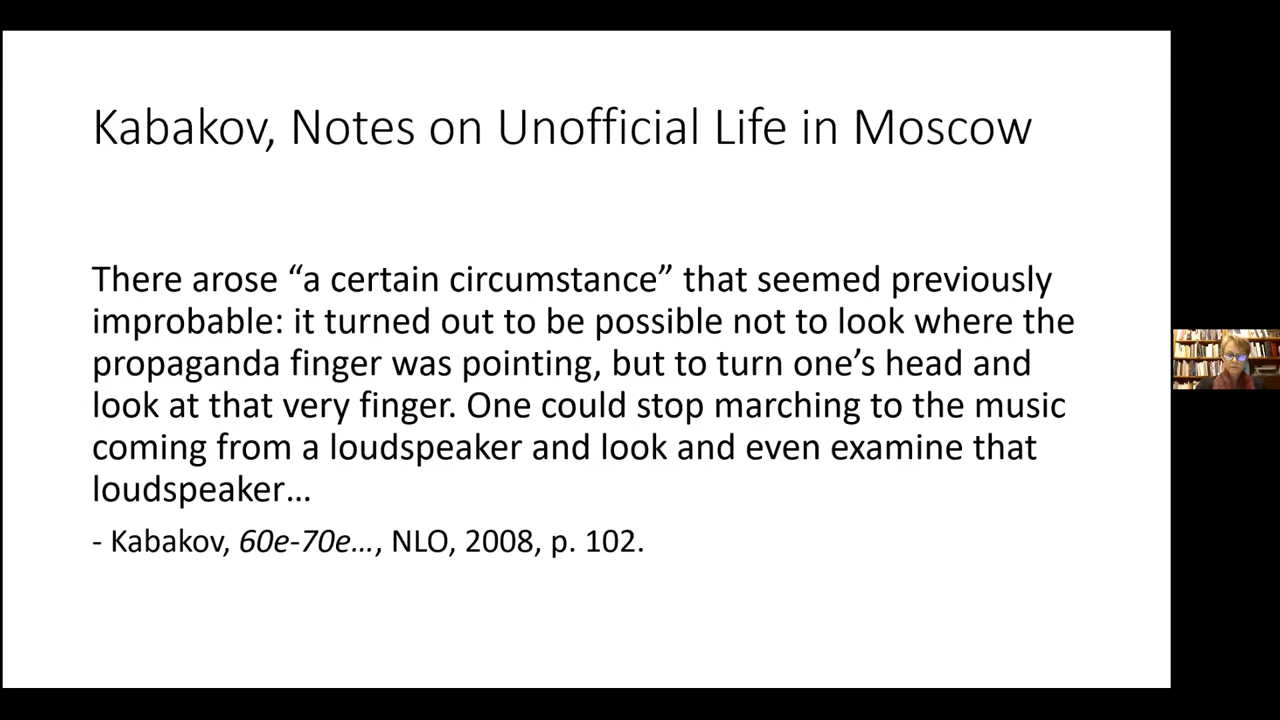 Kabakov, Notes on Unofficial Life in Moscow
There arose “a certain circumstance” that seemed previously
improbable: it turned out to be possible not to look where the
propaganda finger was pointing, but to turn one’s head and
look at that very finger. One could stop marching to the music
coming from a loudspeaker and look and even examine that
loudspeaker…
- Kabakov, 60e-70e…, NLO, 2008, p. 102.